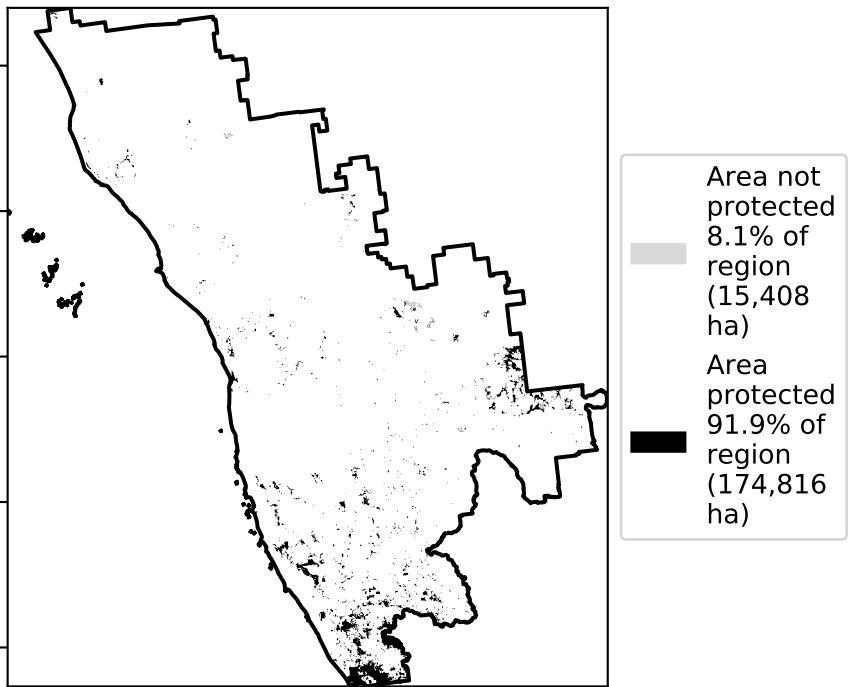 Area not
protected
8.1% of
region
(15,408
ha)
Area
protected
91.9% of
region
(174,816
ha)